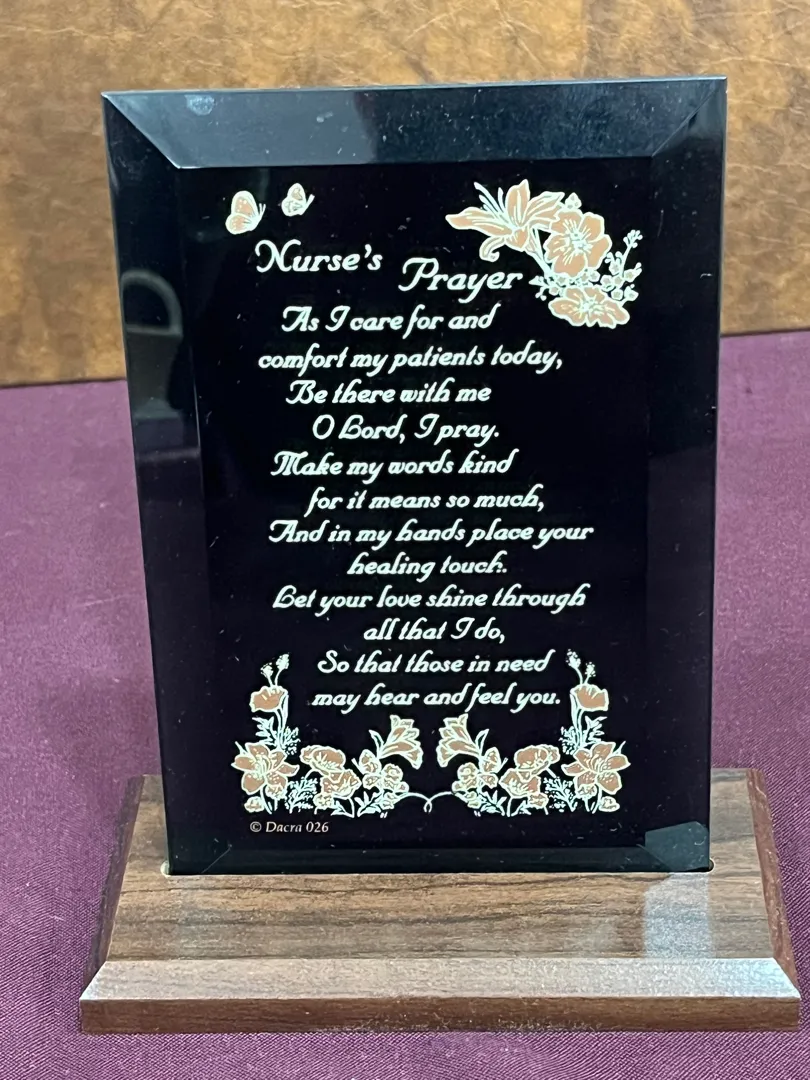 Nurse's Prayer
As I care for and
comfort my patients today,
Be there with me
O Lord, I pray.
Make my words kind
for it means so much,
And in my hands place your
healing touch.
Let your love shine through
all that I do,
So that those in need
may hear and feel you.
© Dacra 026